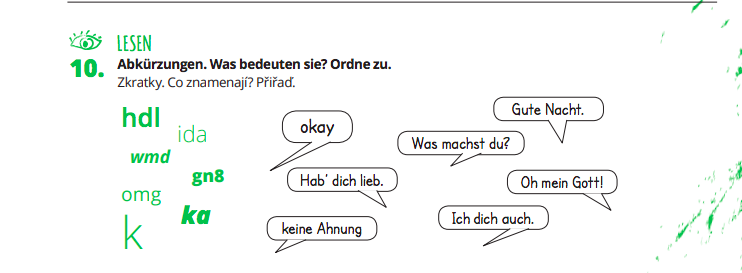 LESEN
10. Abkürzungen. Was bedeuten sie? Ordne zu.
Zkratky. Co znamenají? Přiřaď.
hdl
ida
wmd
gn8
omg
ka
k
okay
Gute Nacht.
Was machst du?
Hab' dich lieb.
Oh mein Gott!
Ich dich auch.
keine Ahnung